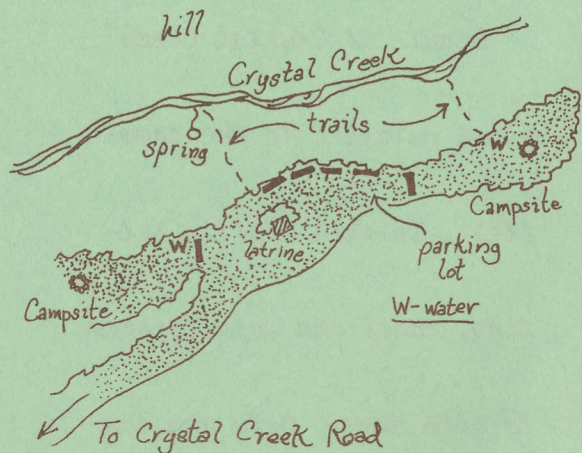 hill
Crystal Creek
trails
spring
W
Campsite
latrine
parking
lot
W
Campsite
W-water
To Crystal Creek Road